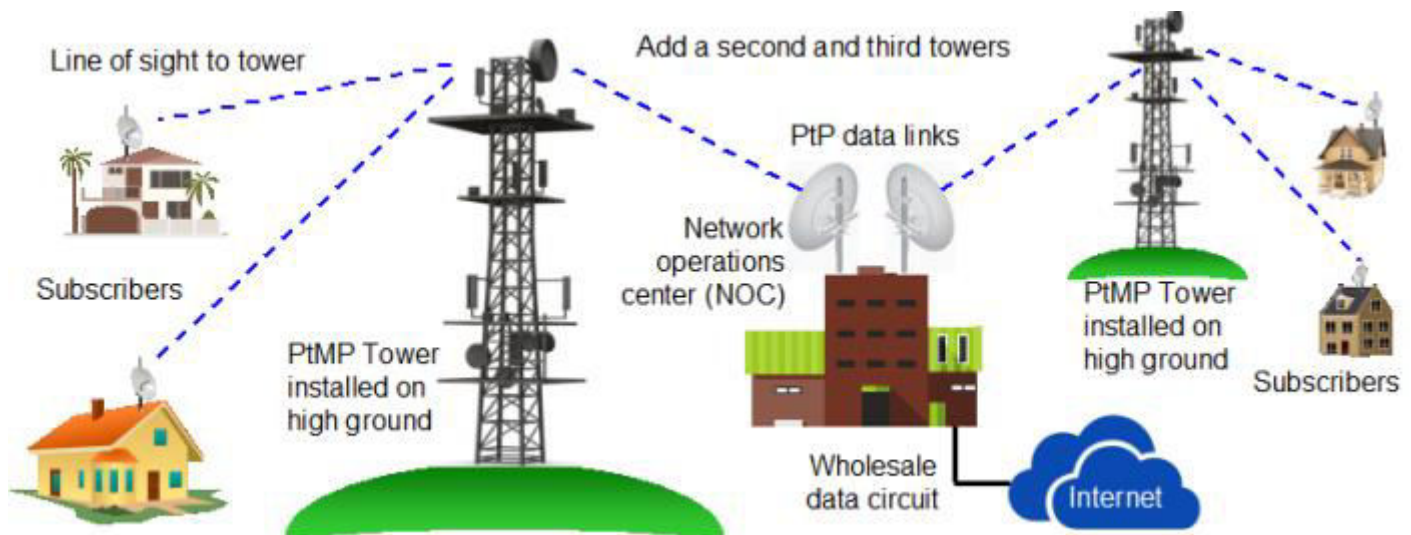 Line of sight to tower
Add a second and third towers
PtP data links
Network
operations
center (NOC)
Subscribers
PtMP Tower
installed on
high ground
PtMP Tower
installed on
high ground
Subscribers
Wholesale
data circuit
Internet